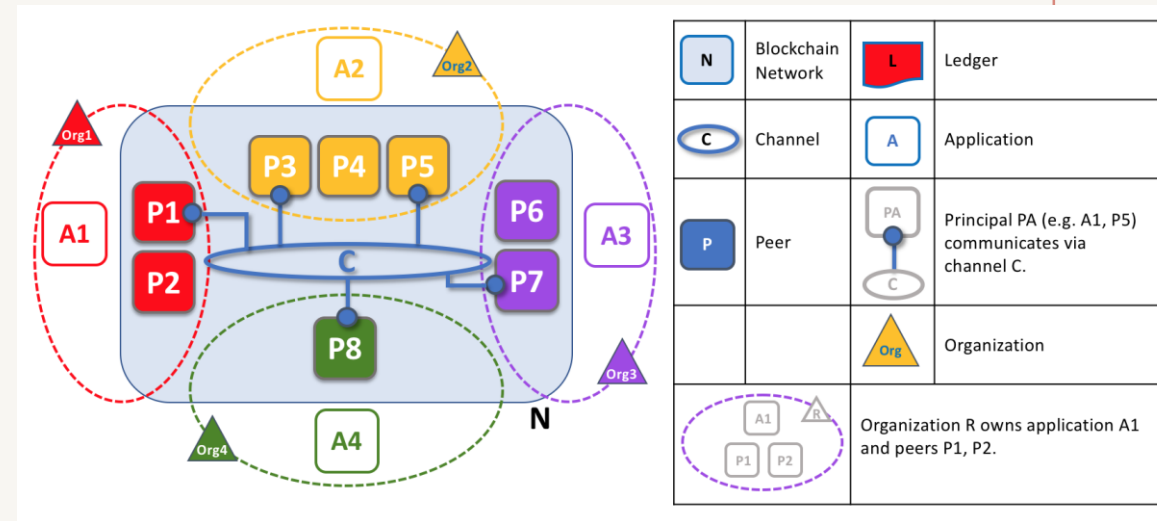 A2
Org2
Org1
P3
P4
P5
P1
P6
A1
A3
C
P2
P7
P8
Org3
N
A4
Org4
N
Blockchain
Network
L
Ledger
C
Channel
A
Application
P
Peer
PA
C
Principal PA (e.g. A1, P5)
communicates via
channel C.
Org
Organization
A1
R
P1
P2
Organization R owns application A1
and peers P1, P2.